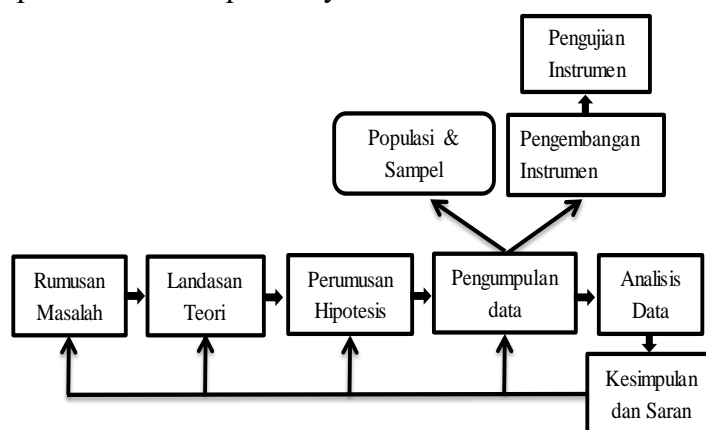 Pengujian
Instrumen
Populasi &
Sampel
Pengembangan
Instrumen
Rumusan
Masalah
Landasan
Teori
Perumusan
Hipotesis
Pengumpulan
data
Analisis
Data
Kesimpulan
dan Saran